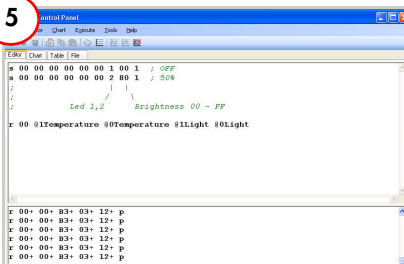 5
ontrol Panel
or Chart Execute Tools Help
Editor Chart Table File
s 00 00 00 00 00 00 1 00 1 ; OFF
s 00 00 00 00 00 00 2 80 1 ; 50%
; | |
; / \
; Led 1,2 Brightness 00 - FF
r 00 @1Temperature @0Temperature @1Light @0Light
r 00+ 00+ B3+ 03+ 12+ p
r 00+ 00+ B3+ 03+ 12+ p
r 00+ 00+ B3+ 03+ 12+ p
r 00+ 00+ B3+ 03+ 12+ p
r 00+ 00+ B3+ 03+ 12+ p
r 00+ 00+ B3+ 03+ 12+ p